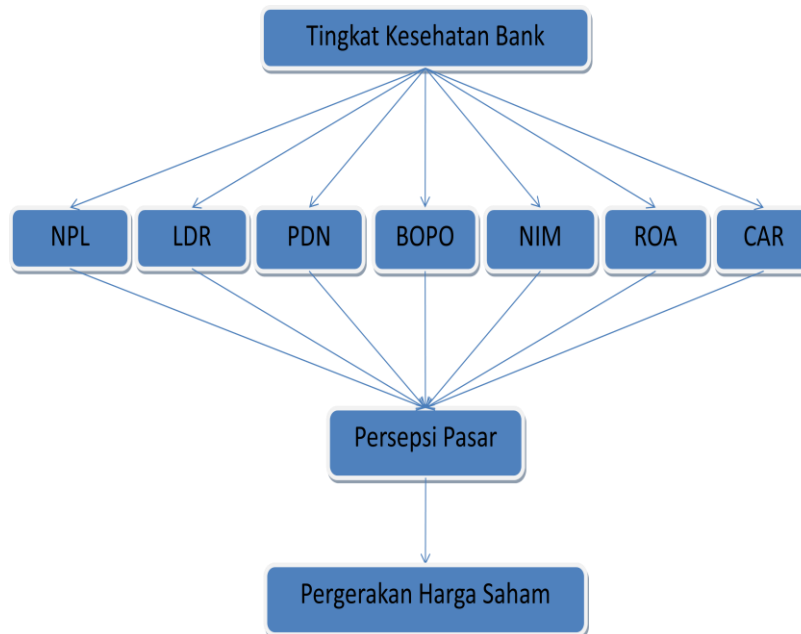 Tingkat Kesehatan Bank
NPL
LDR
PDN
BOPO
NIM
ROA
CAR
Persepsi Pasar
Pergerakan Harga Saham